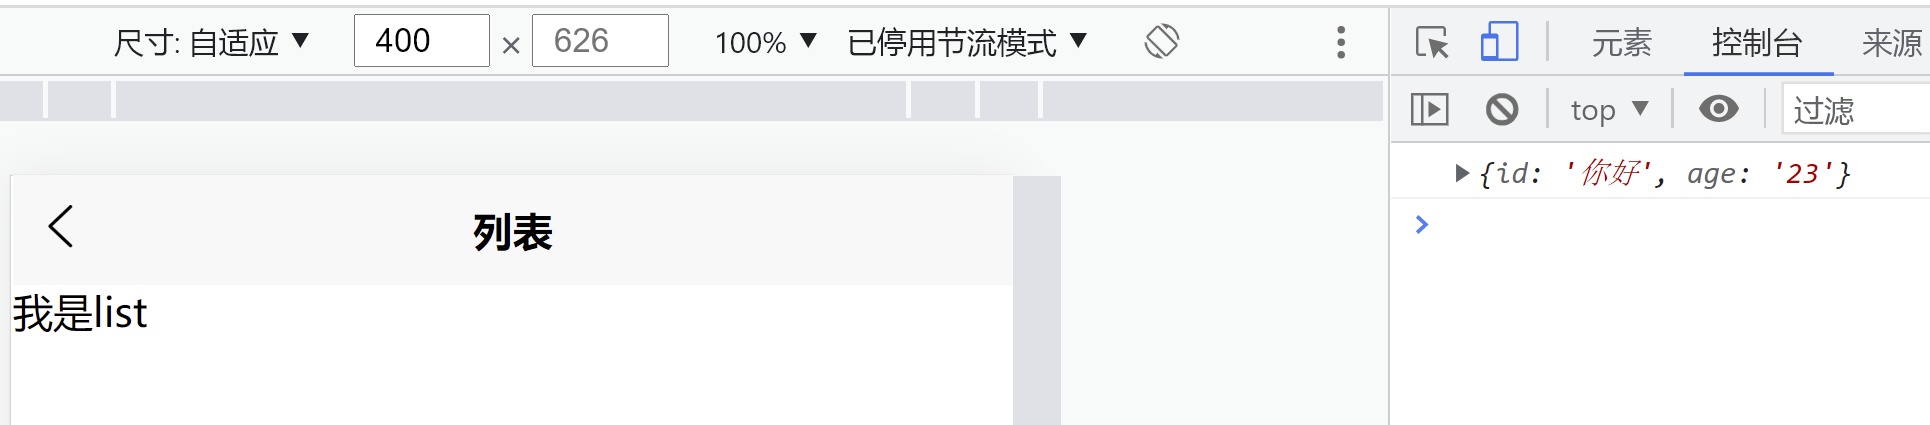 尺寸: 自适应 ▼ 400 × 626 100% ▼ 已停用节流模式 ▼
元素 控制台 来源
top ▼ 过滤
▶ {id: '你好', age: '23'}
列表
我是list